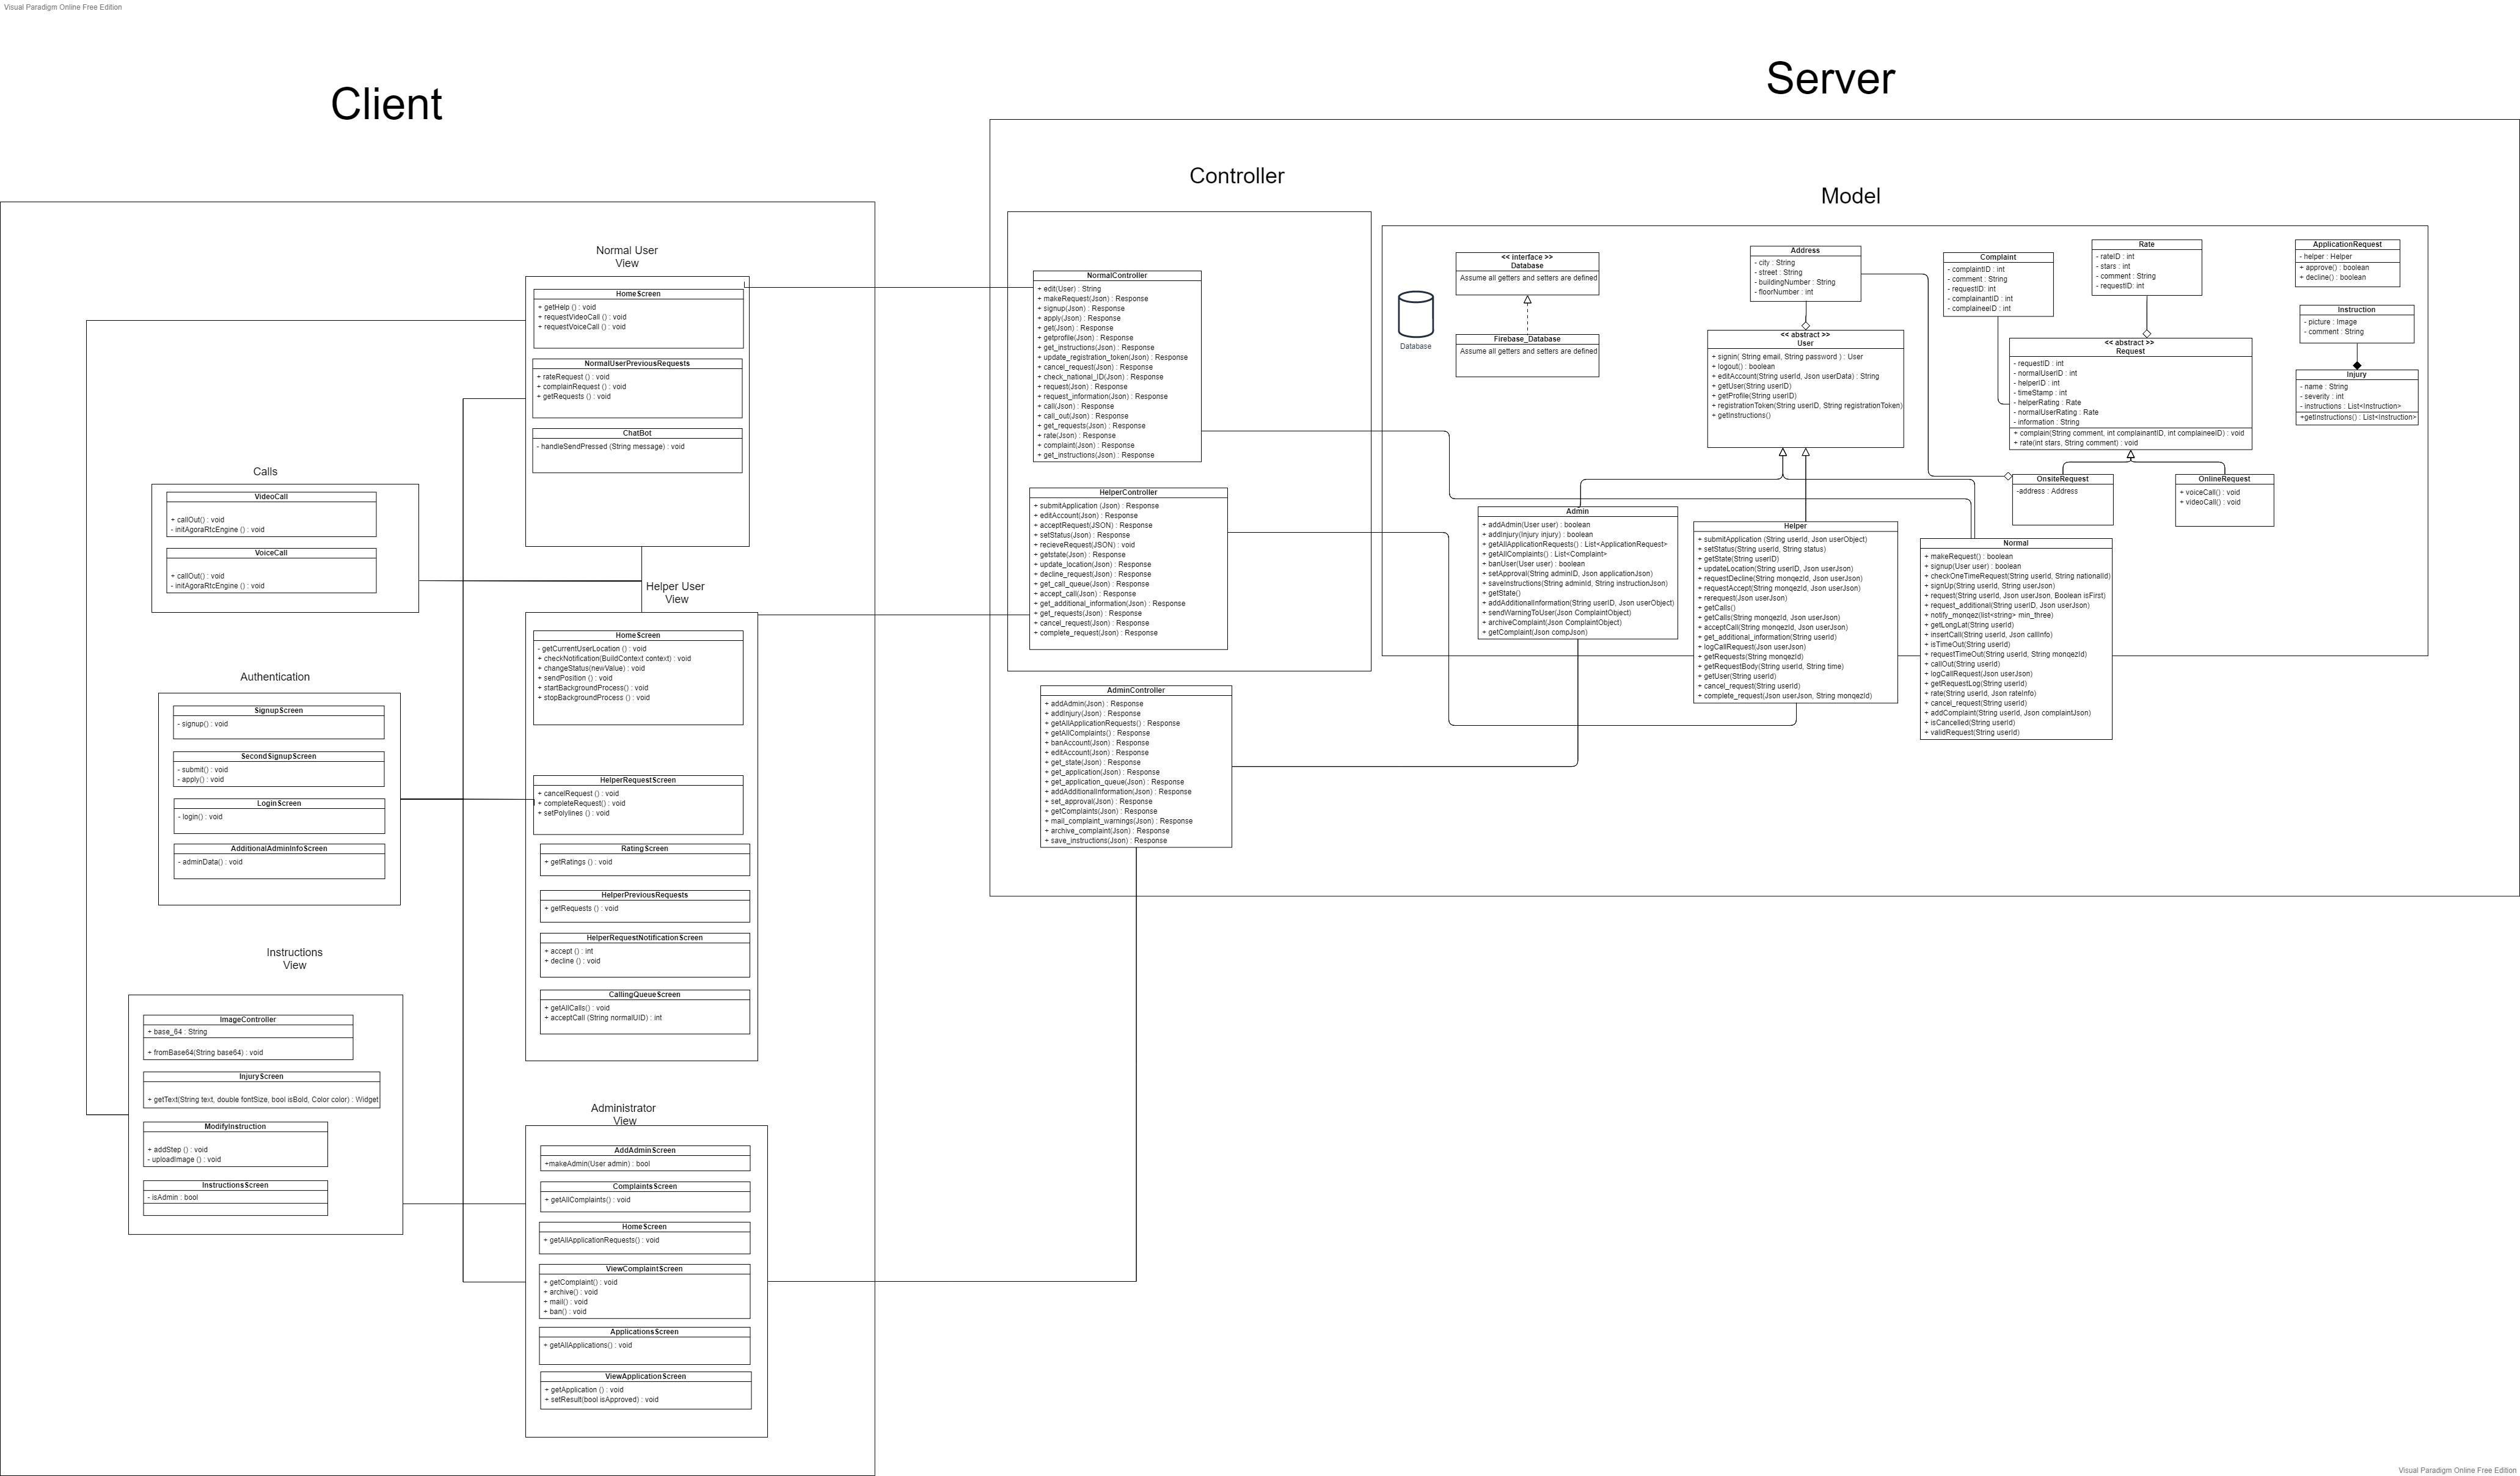 Visual Paradigm Online Free Edition
Client
Server
Normal User
View
HomeScreen
+ getHelp () : void
+ requestVideoCall () : void
+ requestVoiceCall () : void
NormalUserPreviousRequests
+ rateRequest () : void
+ complainRequest () : void
+ getRequests () : void
ChatBot
- handleSendPressed (String message) : void
Calls
VideoCall
+ callOut() : void
- initAgoraRtcEngine () : void
VoiceCall
+ callOut() : void
- initAgoraRtcEngine () : void
Helper User
View
HomeScreen
- getCurrentUserLocation () : void
+ checkNotification(BuildContext context) : void
+ changeStatus(newValue) : void
+ sendPosition () : void
+ startBackgroundProcess() : void
+ stopBackgroundProcess () : void
HelperRequestScreen
+ cancelRequest () : void
+ completeRequest() : void
+ setPolylines () : void
RatingScreen
+ getRatings () : void
HelperPreviousRequests
+ getRequests () : void
HelperRequestNotificationScreen
+ accept () : int
+ decline () : void
CallingQueueScreen
+ getAllCalls() : void
+ acceptCall (String normalUID) : int
Authentication
SignupScreen
- signup() : void
SecondSignupScreen
- submit() : void
- apply() : void
LoginScreen
- login() : void
AdditionalAdminInfoScreen
- adminData() : void
Instructions
View
ImageController
+ base_64 : String
+ fromBase64(String base64) : void
InjuryScreen
+ getText(String text, double fontSize, bool isBold, Color color) : Widget
ModifyInstruction
+ addStep () : void
- uploadImage () : void
InstructionsScreen
- isAdmin : bool
Administrator
View
AddAdminScreen
+makeAdmin(User admin) : bool
ComplaintsScreen
+ getAllComplaints() : void
HomeScreen
+ getAllApplicationRequests() : void
ViewComplaintScreen
+ getComplaint() : void
+ archive() : void
+ mail() : void
+ ban() : void
ApplicationsScreen
+ getAllApplications() : void
ViewApplicationScreen
+ getApplication () : void
+ setResult(bool isApproved) : void
Controller
NormalController
+ edit(User) : String
+ makeRequest(Json) : Response
+ signup(Json) : Response
+ apply(Json) : Response
+ get(Json) : Response
+ getprofile(Json) : Response
+ get_instructions(Json) : Response
+ update_registration_token(Json) : Response
+ cancel_request(Json) : Response
+ check_national_ID(Json) : Response
+ request(Json) : Response
+ request_information(Json) : Response
+ call(Json) : Response
+ call_out(Json) : Response
+ get_requests(Json) : Response
+ rate(Json) : Response
+ complaint(Json) : Response
+ get_instructions(Json) : Response
HelperController
+ submitApplication (Json) : Response
+ editAccount(Json) : Response
+ acceptRequest(JSON) : Response
+ setStatus(Json) : Response
+ recieveRequest(JSON) : void
+ getstate(Json) : Response
+ update_location(Json) : Response
+ decline_request(Json) : Response
+ get_call_queue(Json) : Response
+ accept_call(Json) : Response
+ get_additional_information(Json) : Response
+ get_requests(Json) : Response
+ cancel_request(Json) : Response
+ complete_request(Json) : Response
AdminController
+ addAdmin(Json) : Response
+ addInjury(Json) : Response
+ getAllApplicationRequests() : Response
+ getAllComplaints() : Response
+ banAccount(Json) : Response
+ editAccount(Json) : Response
+ get_state(Json) : Response
+ get_application(Json) : Response
+ get_application_queue(Json) : Response
+ addAdditionalInformation(Json) : Response
+ set_approval(Json) : Response
+ getComplaints(Json) : Response
+ mail_complaint_warnings(Json) : Response
+ archive_complaint(Json) : Response
+ save_instructions(Json) : Response
Model
Database
<< interface >>
Database
Assume all getters and setters are defined
Firebase_Database
Assume all getters and setters are defined
Address
- city : String
- street : String
- buildingNumber : String
- floorNumber : int
<< abstract >>
User
+ signin( String email, String password ) : User
+ logout() : boolean
+ editAccount(String userId, Json userData) : String
+ getUser(String userID)
+ getProfile(String userID)
+ registrationToken(String userID, String registrationToken)
+ getInstructions()
Complaint
- complaintID : int
- comment : String
- requestID: int
- complainantID : int
- complaineeID : int
Rate
- rateID : int
- stars : int
- comment : String
- requestID: int
ApplicationRequest
- helper : Helper
+ approve() : boolean
+ decline() : boolean
Instruction
- picture : Image
- comment : String
Injury
- name : String
- severity : int
- instructions : List<Instruction>
+getInstructions() : List<Instruction>
<< abstract >>
Request
- requestID : int
- normalUserID : int
- helperID : int
- timeStamp : int
- helperRating : Rate
- normalUserRating : Rate
- information : String
+ complain(String comment, int complainantID, int complaineeID) : void
+ rate(int stars, String comment) : void
OnsiteRequest
-address : Address
OnlineRequest
+ voiceCall() : void
+ videoCall() : void
Admin
+ addAdmin(User user) : boolean
+ addInjury(Injury injury) : boolean
+ getAllApplicationRequests() : List<ApplicationRequest>
+ getAllComplaints() : List<Complaint>
+ banUser(User user) : boolean
+ setApproval(String adminID, Json applicationJson)
+ saveInstructions(String adminId, String instructionJson)
+ getState()
+ addAdditionalInformation(String userID, Json userObject)
+ sendWarningToUser(Json ComplaintObject)
+ archiveComplaint(Json ComplaintObject)
+ getComplaint(Json compJson)
Helper
+ submitApplication (String userId, Json userObject)
+ setStatus(String userId, String status)
+ getState(String userID)
+ updateLocation(String userID, Json userJson)
+ requestDecline(String monqezId, Json userJson)
+ requestAccept(String monqezId, Json userJson)
+ rerequest(Json userJson)
+ getCalls()
+ getCalls(String monqezId, Json userJson)
+ acceptCall(String monqezId, Json userJson)
+ get_additional_information(String userId)
+ logCallRequest(Json userJson)
+ getRequests(String monqezId)
+ getRequestBody(String userId, String time)
+ getUser(String userId)
+ cancel_request(String userId)
+ complete_request(Json userJson, String monqezId)
Normal
+ makeRequest() : boolean
+ signup(User user) : boolean
+ checkOneTimeRequest(String userId, String nationalId)
+ signUp(String userId, String userJson)
+ request(String userId, Json userJson, Boolean isFirst)
+ request_additional(String userID, Json userJson)
+ notify_monqez(list<string> min_three)
+ getLongLat(String userId)
+ insertCall(String userId, Json callInfo)
+ isTimeOut(String userId)
+ requestTimeOut(String userId, String monqezId)
+ callOut(String userId)
+ logCallRequest(Json userJson)
+ getRequestLog(String userId)
+ rate(String userId, Json rateInfo)
+ cancel_request(String userId)
+ addComplaint(String userId, Json complaintJson)
+ isCancelled(String userId)
+ validRequest(String userId)
Visual Paradigm Online Free Edition